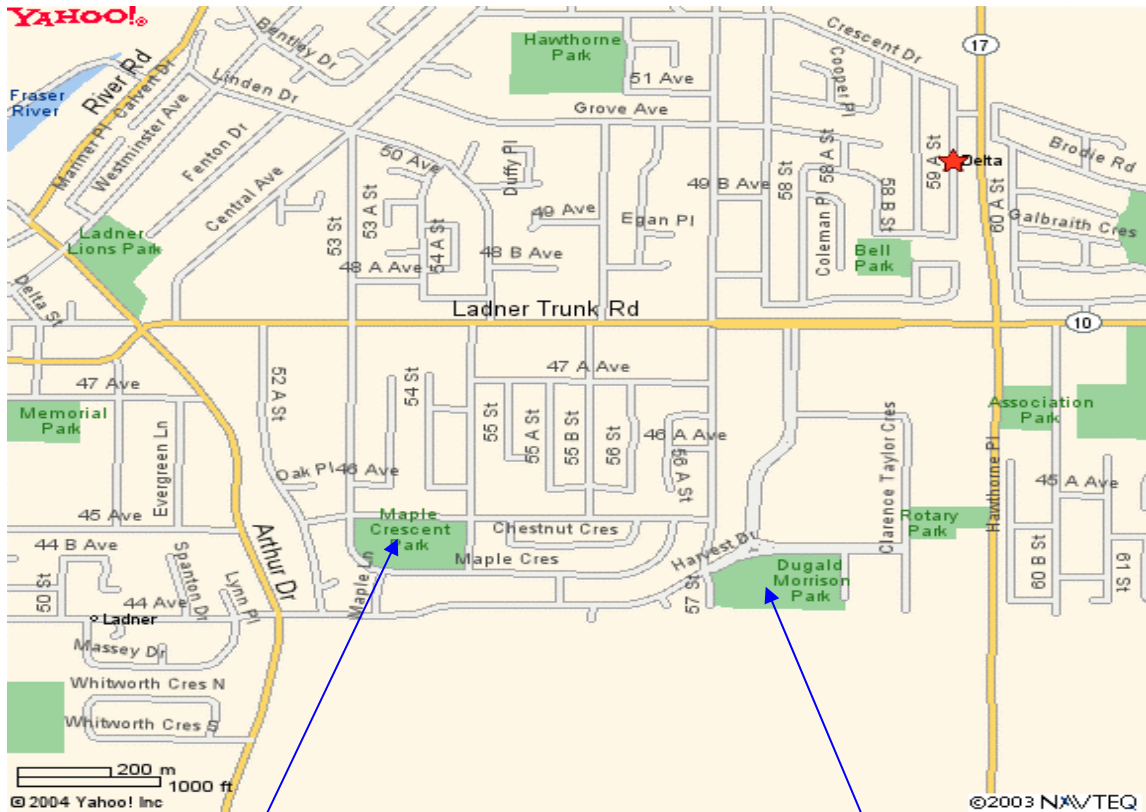 YAHOO!®
Bentley Dr
Hawthorne
Park
Crescent Dr
17
51 Ave
Cooper Pl
Fraser
River
River Rd
Calvert Dr
Linden Dr
Grove Ave
Mariner Pl
Westminster Ave
Fenton Dr
50 Ave
Duffy Pl
58 A St
59 A St
Delta
Brodie Rd
Central Ave
53 St
53 A St
49 B Ave
58 St
58 B St
60 A St
49 Ave
Egan Pl
Coleman Pl
Galbraith Cres
Ladner
Lions Park
54 A St
48 B Ave
Bell
Park
48 A Ave
Delta St
Ladner Trunk Rd
10
47 Ave
52 A St
54 St
47 A Ave
Memorial
Park
Evergreen Ln
55 St
55 A St
55 B St
56 St
46 A Ave
56 A St
Clarence Taylor Cres
Association
Park
Hawthorne Pl
Oak Pl
46 Ave
45 A Ave
45 Ave
Maple
Crescent
Park
Chestnut Cres
Rotary
Park
44 B Ave
Arthur Dr
Maple Cres
Harvest Dr
Dugald
Morrison
Park
50 St
Spanton Dr
Lynn Pl
Maple Ln
57 St
60 B St
61 St
44 Ave
Ladner
Massey Dr
Whitworth Cres N
Whitworth Cres S
200 m
1000 ft
© 2004 Yahoo! Inc
©2003 NAVTEQ